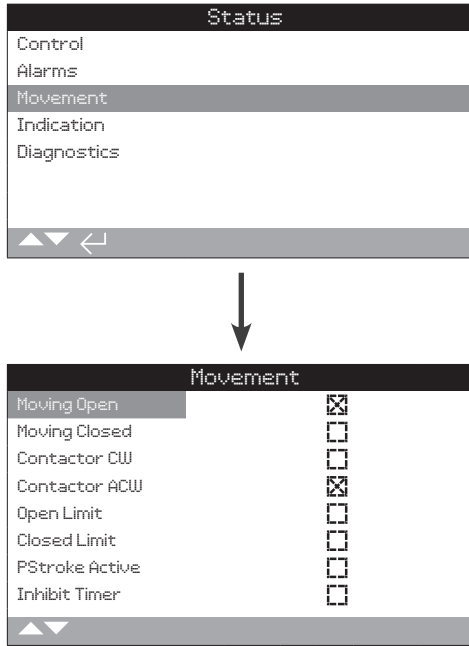 Status
Control
Alarms
Movement
Indication
Diagnostics
Movement
Moving Open
Moving Closed
Contactor CW
Contactor ACW
Open Limit
Closed Limit
PStroke Active
Inhibit Timer